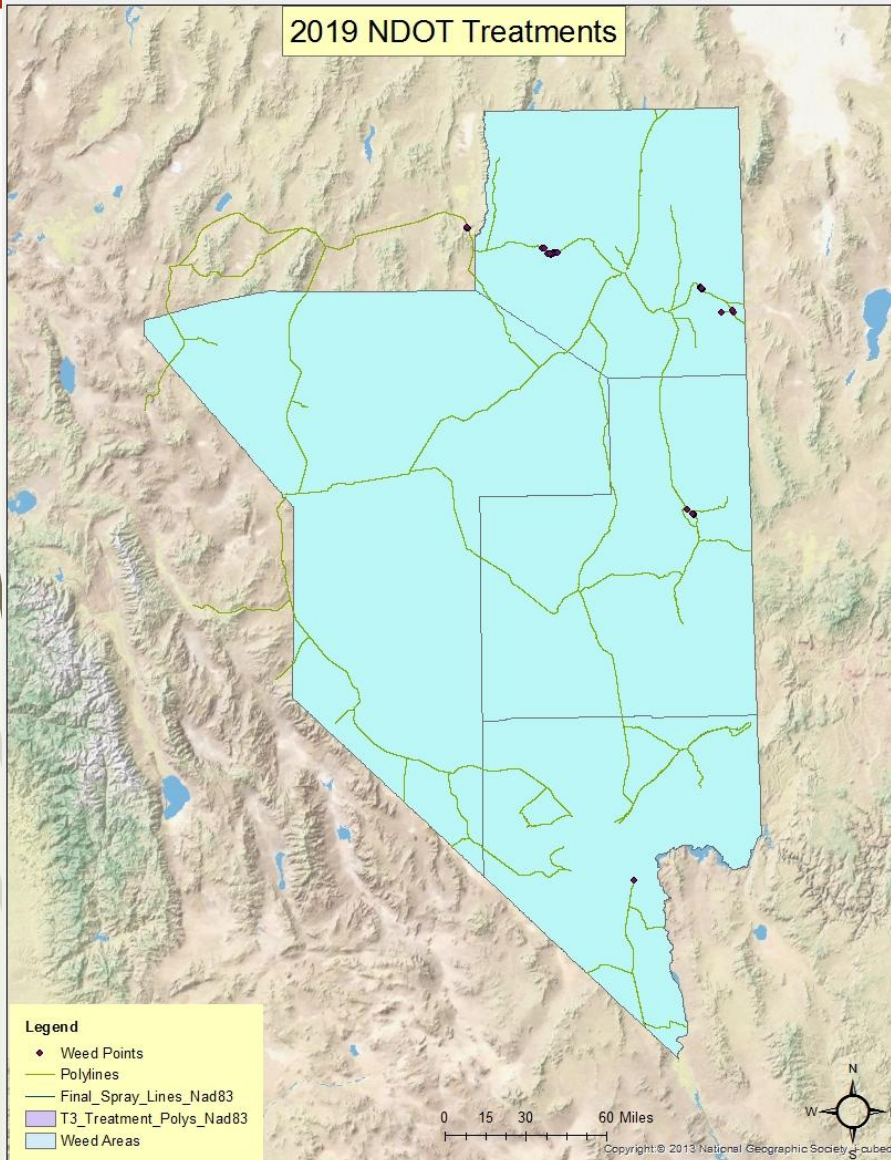 2019 NDOT Treatments
Legend
Weed Points
Polylines
Final_Spray_Lines_Nad83
T3_Treatment_Polys_Nad83
Weed Areas
0 15 30 60 Miles
N
W
S
Copyright:© 2013 National Geographic Society, i-cubed